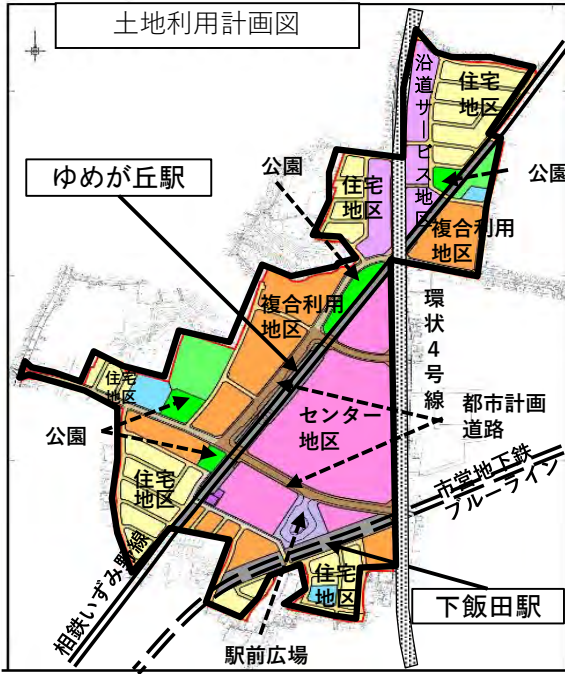 土地利用計画図
沿道サービス地区
住宅
地区
公園
ゆめが丘駅
住宅
地区
公園
複合利用
地区
複合利用
地区
環状4号線
住宅
地区
センター
地区
都市計画
道路
公園
住宅
地区
市営地下鉄
ブルーライン
相鉄いずみ野線
住宅
地区
下飯田駅
駅前広場